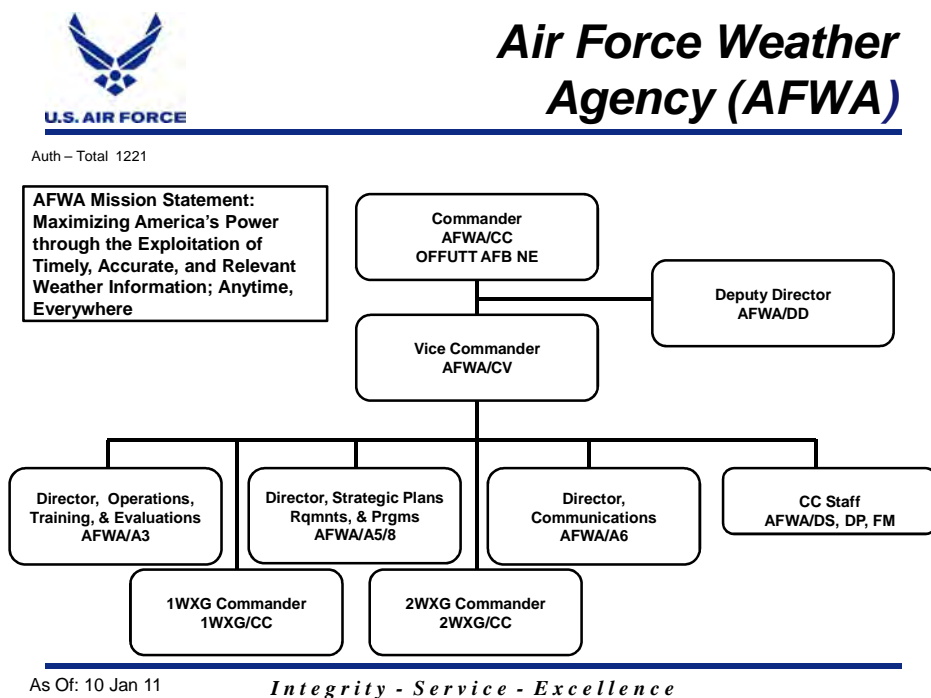 Air Force Weather
Agency (AFWA)
U.S. AIR FORCE
Auth – Total 1221
AFWA Mission Statement:
Maximizing America's Power
through the Exploitation of
Timely, Accurate, and Relevant
Weather Information; Anytime,
Everywhere
Commander
AFWA/CC
OFFUTT AFB NE
Deputy Director
AFWA/DD
Vice Commander
AFWA/CV
Director, Operations,
Training, & Evaluations
AFWA/A3
Director, Strategic Plans
Rqmnts, & Prgms
AFWA/A5/8
Director,
Communications
AFWA/A6
CC Staff
AFWA/DS, DP, FM
1WXG Commander
1WXG/CC
2WXG Commander
2WXG/CC
As Of: 10 Jan 11
Integrity - Service - Excellence